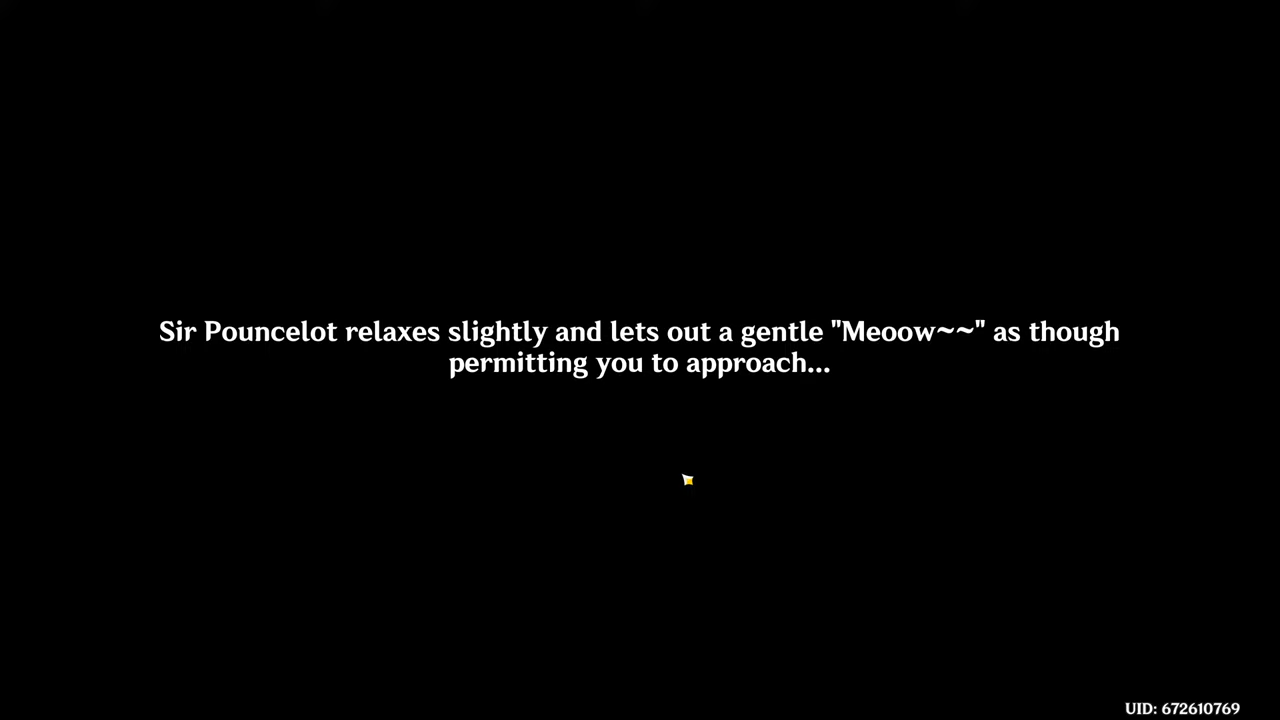 Sir Pouncelot relaxes slightly and lets out a gentle "Meoow~~" as though
permitting you to approach...
UID: 672610769